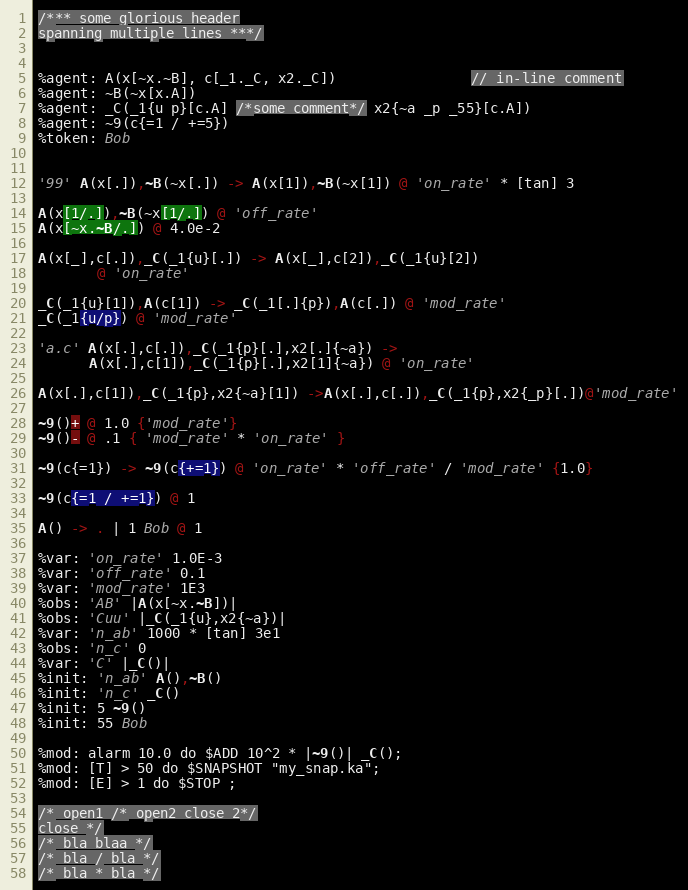 1 /*** some glorious header
2 spanning multiple lines ***/
3
4
5 %agent: A(x[~x.~B], c[_1._C, x2._C])                // in-line comment
6 %agent: ~B(~x[x.A])
7 %agent: _C(_1{u p}[c.A] /*some comment*/ x2{~a _p _55}[c.A])
8 %agent: ~9(c{=1 / +=5})
9 %token: Bob
10
11
12 '99' A(x[.]),~B(~x[.]) -> A(x[1]),~B(~x[1]) @ 'on_rate' * [tan] 3
13
14 A(x[1/.]),~B(~x[1/.]) @ 'off_rate'
15 A(x[~x.~B/.]) @ 4.0e-2
16
17 A(x[_],c[.]),_C(_1{u}[.]) -> A(x[_],c[2]),_C(_1{u}[2])
18        @ 'on_rate'
19
20 _C(_1{u}[1]),A(c[1]) -> _C(_1[.]{p}),A(c[.]) @ 'mod_rate'
21 _C(_1{u/p}) @ 'mod_rate'
22
23 'a.c' A(x[.],c[.]),_C(_1{p}[.],x2[.]{~a}) ->
24       A(x[.],c[1]),_C(_1{p}[.],x2[1]{~a}) @ 'on_rate'
25
26 A(x[.],c[1]),_C(_1{p},x2{~a}[1]) ->A(x[.],c[.]),_C(_1{p},x2{_p}[.])@'mod_rate'
27
28 ~9()+ @ 1.0 {'mod_rate'}
29 ~9()- @ .1 { 'mod_rate' * 'on_rate' }
30
31 ~9(c{=1}) -> ~9(c{+=1}) @ 'on_rate' * 'off_rate' / 'mod_rate' {1.0}
32
33 ~9(c{=1 / +=1}) @ 1
34
35 A() -> . | 1 Bob @ 1
36
37 %var: 'on_rate' 1.0E-3
38 %var: 'off_rate' 0.1
39 %var: 'mod_rate' 1E3
40 %obs: 'AB' |A(x[~x.~B])|
41 %obs: 'Cuu' |_C(_1{u},x2{~a})|
42 %var: 'n_ab' 1000 * [tan] 3e1
43 %obs: 'n_c' 0
44 %var: 'C' |_C()|
45 %init: 'n_ab' A(),~B()
46 %init: 'n_c' _C()
47 %init: 5 ~9()
48 %init: 55 Bob
49
50 %mod: alarm 10.0 do $ADD 10^2 * |~9()| _C();
51 %mod: [T] > 50 do $SNAPSHOT "my_snap.ka";
52 %mod: [E] > 1 do $STOP ;
53
54 /* open1 /* open2 close 2*/
55 close */
56 /* bla blaa */
57 /* bla / bla */
58 /* bla * bla */